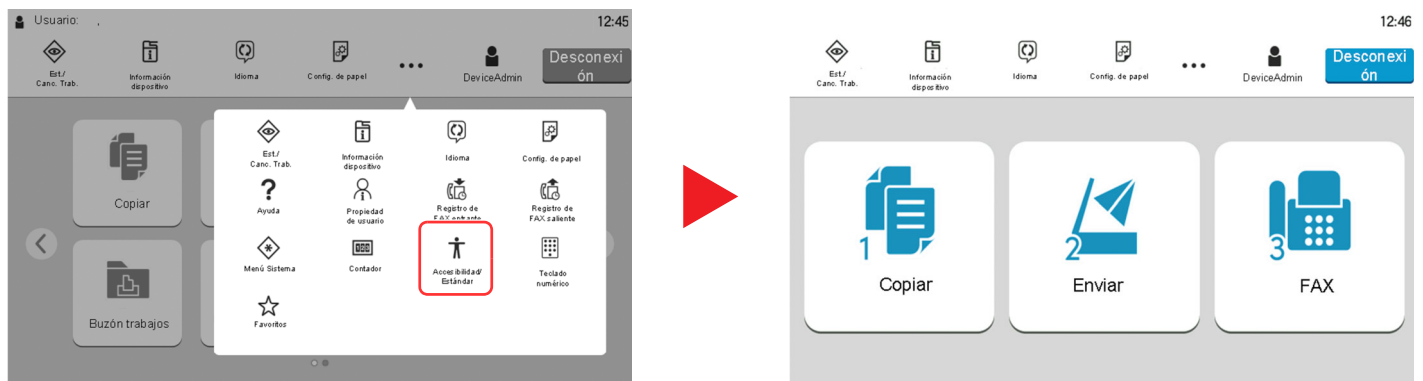 Usuario: ,
12:45
Est./
Canc. Trab.
Información
dispositivo
Idioma
Config. de papel
...
DeviceAdmin
Desconexi
ón
Copiar
Buzón trabajos
Est./
Canc. Trab.
Información
dispositivo
Idioma
Config. de papel
Ayuda
Propiedad
de usuario
Registro de
FAX entrante
Registro de
FAX saliente
Menú Sistema
Contador
Accesibilidad/
Estándar
Teclado
numérico
Favoritos
12:46
Est./
Canc. Trab.
Información
dispositivo
Idioma
Config. de papel
...
DeviceAdmin
Desconexi
ón
1
Copiar
2
Enviar
3
FAX